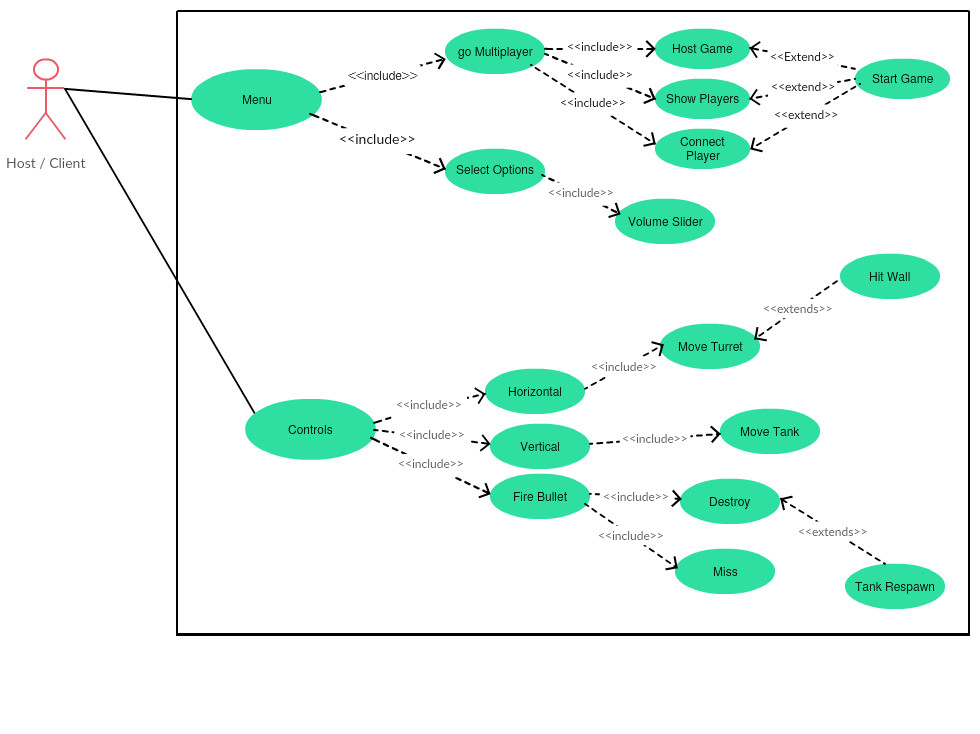 Host / Client
Menu
<<include>>
go Multiplayer
<<include>>
Host Game
<<Extend>>
Start Game
<<include>>
Show Players
<<extend>>
<<include>>
Connect
Player
<<extend>>
<<include>>
Select Options
<<include>>
Volume Slider
Hit Wall
<<extends>>
Move Turret
<<include>>
Horizontal
<<include>>
Controls
<<include>>
Vertical
<<include>>
Move Tank
<<include>>
Fire Bullet
<<include>>
Destroy
<<include>>
<<extends>>
Miss
Tank Respawn